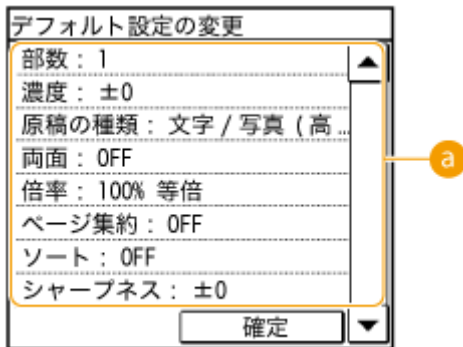 デフォルト設定の変更
部数： 1
濃度： ±0
原稿の種類： 文字 / 写真 ( 高 ...
両面： OFF
倍率： 100% 等倍
ページ集約： OFF
ソート： OFF
シャープネス： ±0
確定
a